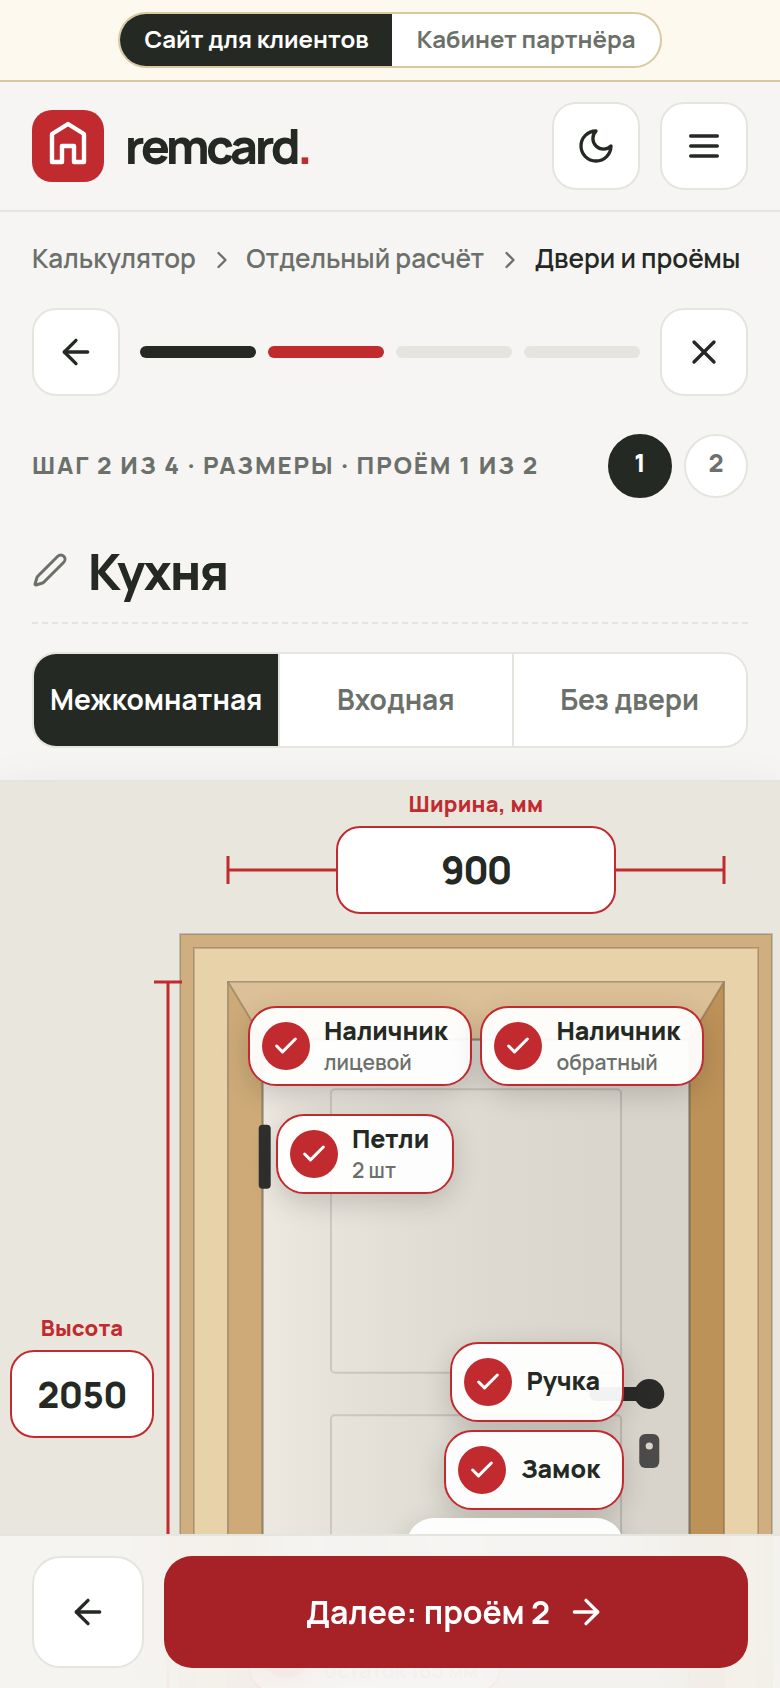 Сайт для клиентов
Кабинет партнёра
remcard.
Калькулятор > Отдельный расчёт > Двери и проёмы
ШАГ 2 ИЗ 4 · РАЗМЕРЫ · ПРОЁМ 1 ИЗ 2
1
2
Кухня
Межкомнатная
Входная
Без двери
Ширина, мм
900
Наличник
лицевой
Наличник
обратный
Петли
2 шт
Высота
2050
Ручка
Замок
Далее: проём 2